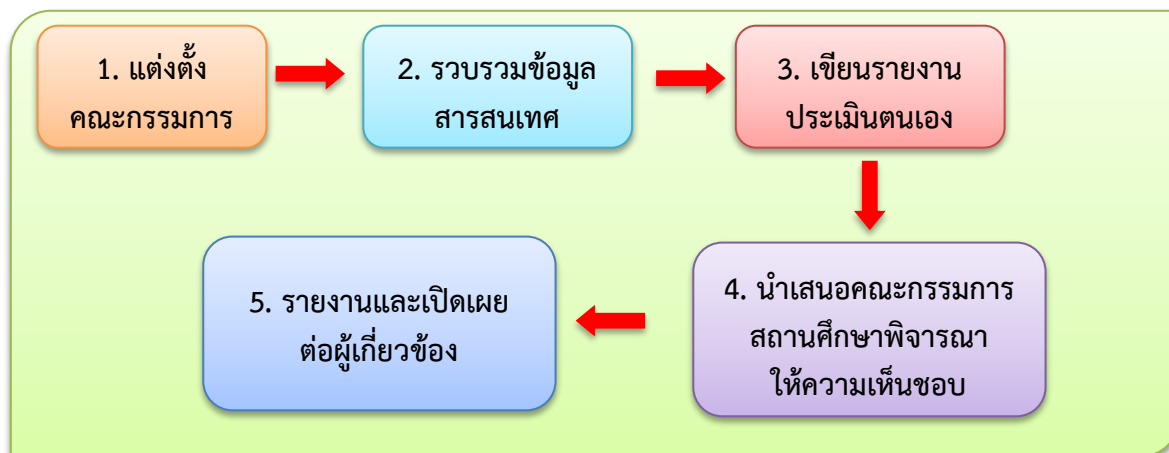 1. แต่งตั้ง
คณะกรรมการ
2. รวบรวมข้อมูล
สารสนเทศ
3. เขียนรายงาน
ประเมินตนเอง
4. นำเสนอคณะกรรมการ
สถานศึกษาพิจารณา
ให้ความเห็นชอบ
5. รายงานและเปิดเผย
ต่อผู้เกี่ยวข้อง